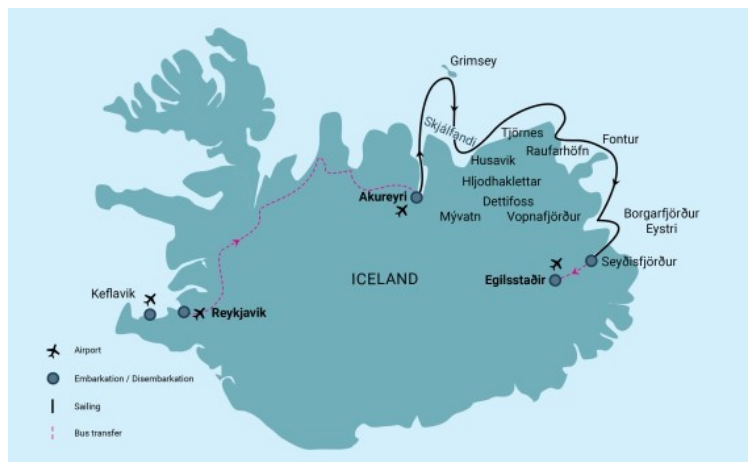 Grimsey
Skjálfandi
Tjörnes
Fontur
Raufarhöfn
Husavik
Hljodhaklettar
Akureyri
Dettifoss
Mývatn
Vopnafjörður
Borgarfjörður
Eystri
Seyðisfjörður
Egilsstaðir
ICELAND
Keflavik
Reykjavik
Airport
Embarkation / Disembarkation
Sailing
Bus transfer